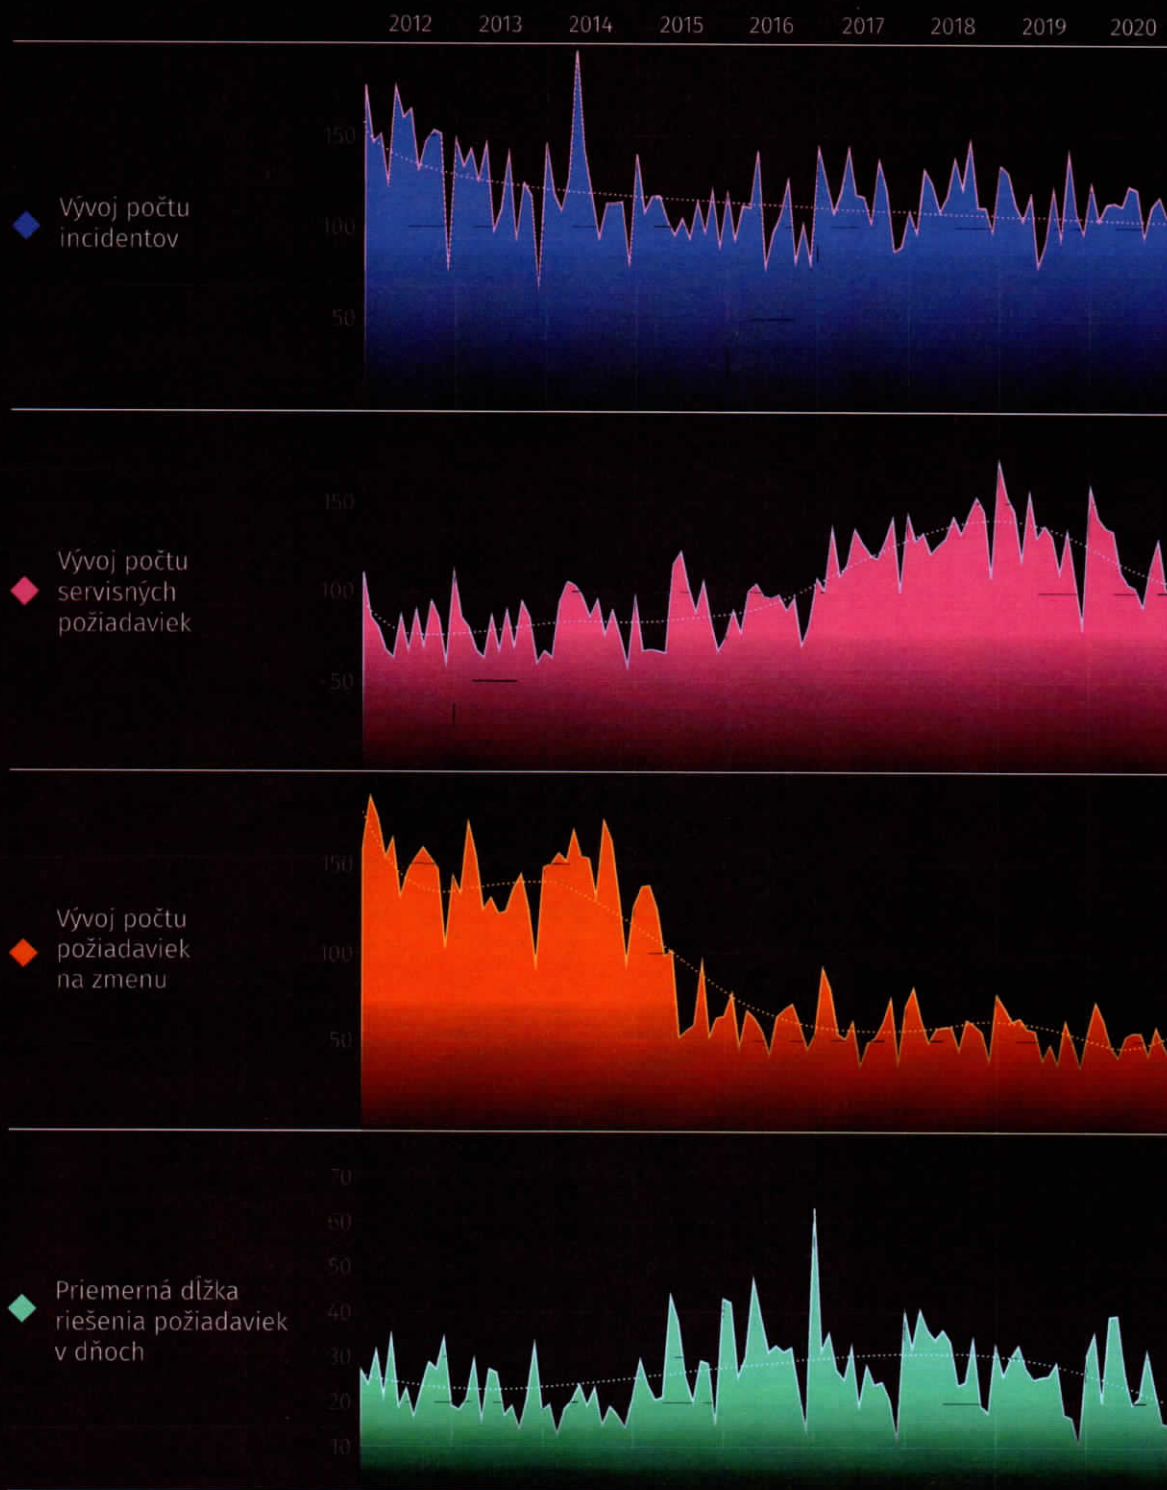 2012 2013 2014 2015 2016 2017 2018 2019 2020
150
100
50
Vývoj počtu
incidentov
150
100
50
Vývoj počtu
servisných
požiadaviek
150
100
50
Vývoj počtu
požiadaviek
na zmenu
70
60
50
40
30
20
10
Priemerná dĺžka
riešenia požiadaviek
v dňoch